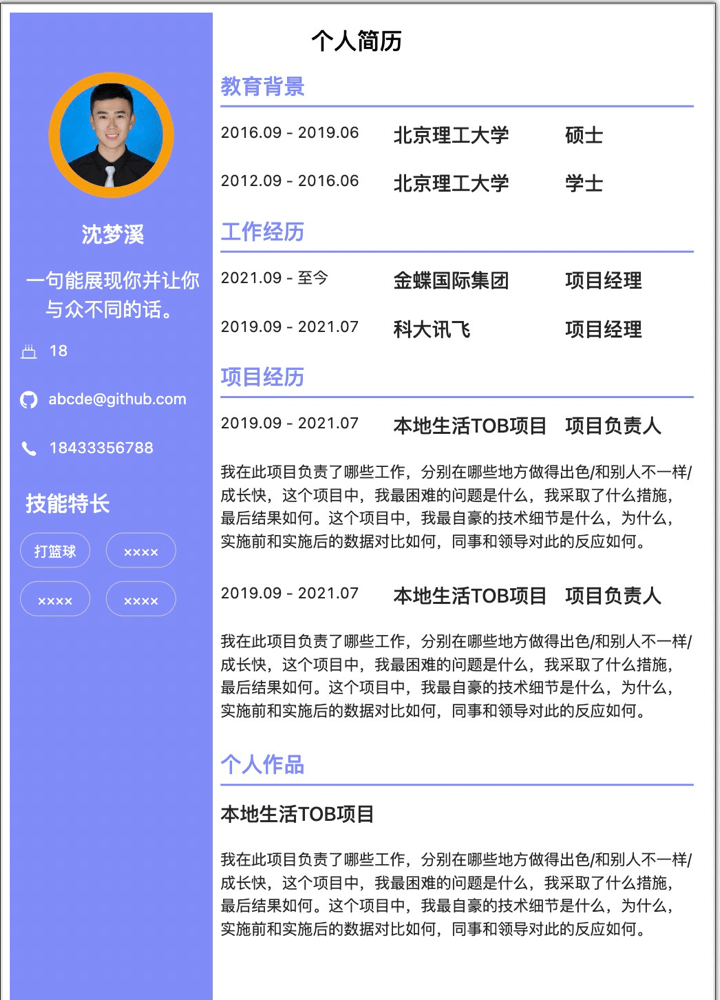 个人简历
沈梦溪
一句能展现你并让你
与众不同的话。
18
abcde@github.com
18433356788
技能特长
打篮球
××××
××××
××××
教育背景
2016.09 - 2019.06 北京理工大学 硕士
2012.09 - 2016.06 北京理工大学 学士
工作经历
2021.09 - 至今 金蝶国际集团 项目经理
2019.09 - 2021.07 科大讯飞 项目经理
项目经历
2019.09 - 2021.07 本地生活TOB项目 项目负责人
我在此项目负责了哪些工作，分别在哪些地方做得出色/和别人不一样/
成长快，这个项目中，我最困难的问题是什么，我采取了什么措施，
最后结果如何。这个项目中，我最自豪的技术细节是什么，为什么，
实施前和实施后的数据对比如何，同事和领导对此的反应如何。
2019.09 - 2021.07 本地生活TOB项目 项目负责人
我在此项目负责了哪些工作，分别在哪些地方做得出色/和别人不一样/
成长快，这个项目中，我最困难的问题是什么，我采取了什么措施，
最后结果如何。这个项目中，我最自豪的技术细节是什么，为什么，
实施前和实施后的数据对比如何，同事和领导对此的反应如何。
个人作品
本地生活TOB项目
我在此项目负责了哪些工作，分别在哪些地方做得出色/和别人不一样/
成长快，这个项目中，我最困难的问题是什么，我采取了什么措施，
最后结果如何。这个项目中，我最自豪的技术细节是什么，为什么，
实施前和实施后的数据对比如何，同事和领导对此的反应如何。